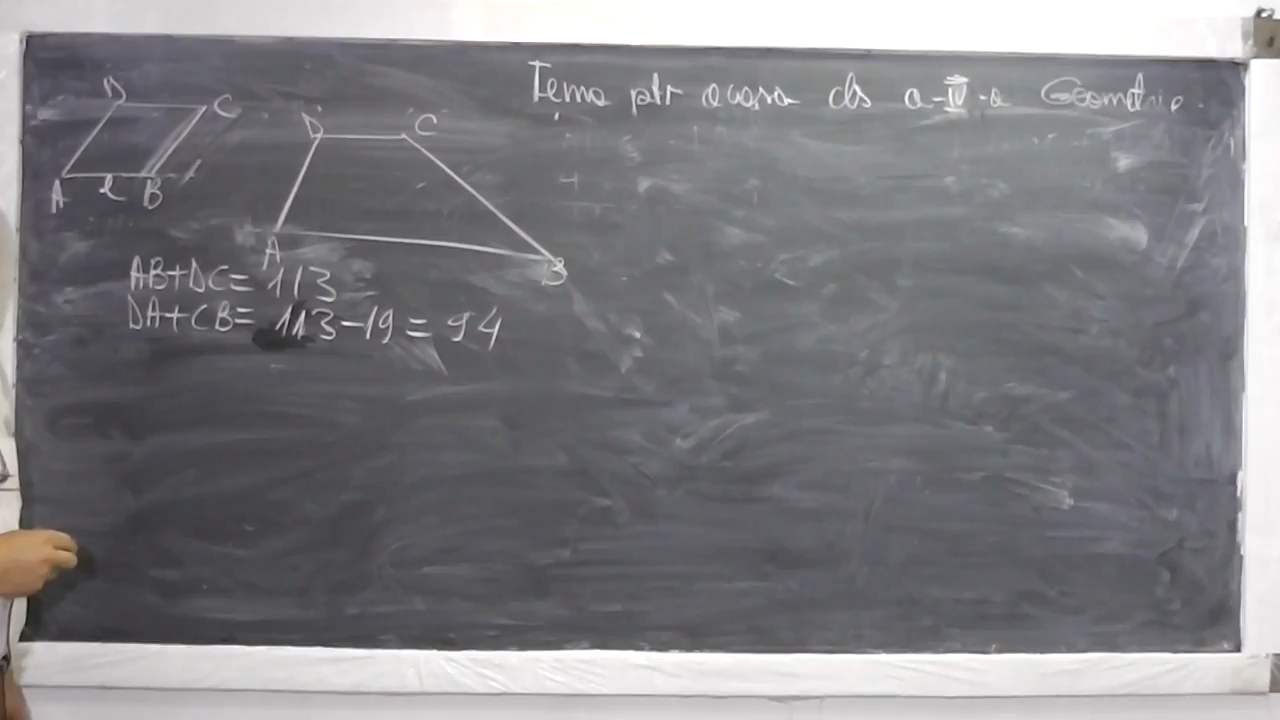 Tema ptr acasa cls a-IV-a Geometrie.
D C
A l B
D C
A B
AB+DC= 113
DA+CB= 113-19= 94